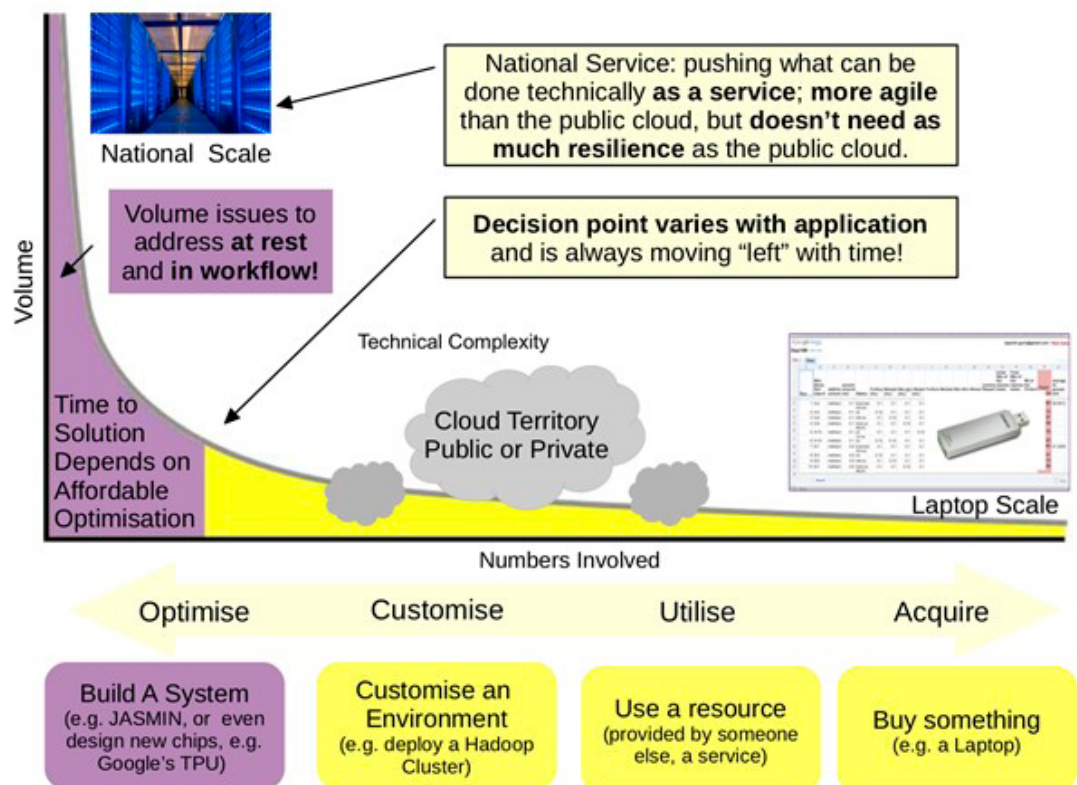 National Scale
National Service: pushing what can be
done technically as a service; more agile
than the public cloud, but doesn't need as
much resilience as the public cloud.
Volume issues to
address at rest
and in workflow!
Decision point varies with application
and is always moving “left” with time!
Volume
Technical Complexity
Time to
Solution
Depends on
Affordable
Optimisation
Cloud Territory
Public or Private
Laptop Scale
Numbers Involved
Optimise
Customise
Utilise
Acquire
Build A System
(e.g. JASMIN, or even
design new chips, e.g.
Google's TPU)
Customise an
Environment
(e.g. deploy a Hadoop
Cluster)
Use a resource
(provided by someone
else, a service)
Buy something
(e.g. a Laptop)